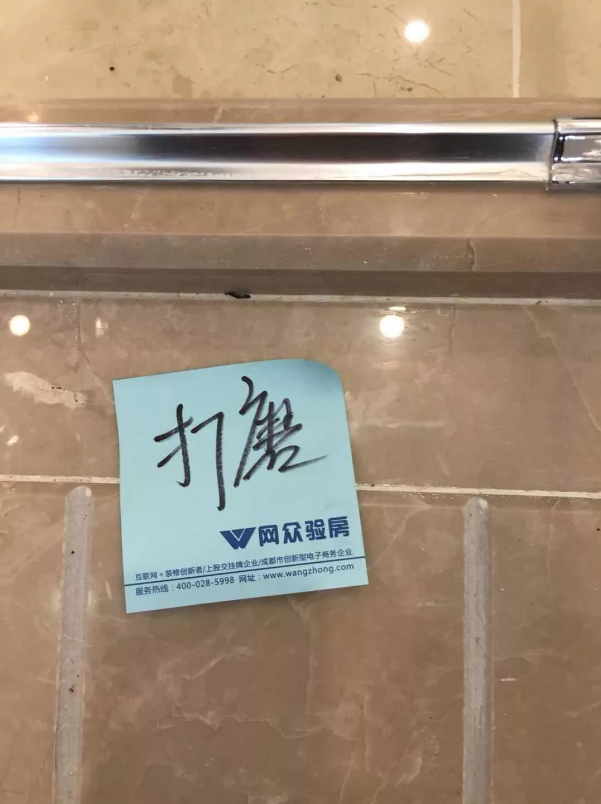 打磨
网众验房
互联网+装修创新者/上股交挂牌企业/成都市创新型电子商务企业
服务热线：400-028-5998 网址：www.wangzhong.com